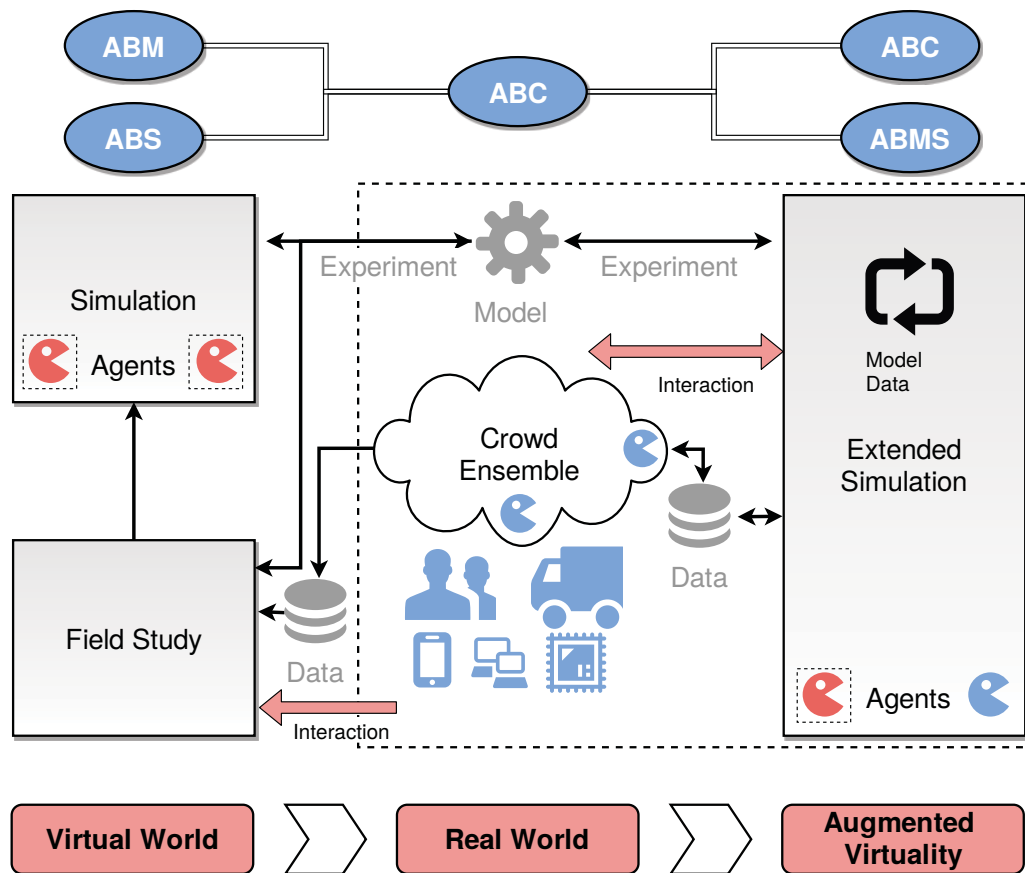 ABM
ABC
ABC
ABS
ABMS
Experiment
Experiment
Simulation
Model
Agents
Interaction
Model
Data
Crowd
Ensemble
Extended
Simulation
Data
Field Study
Data
Agents
Interaction
Virtual World
Real World
Augmented
Virtuality